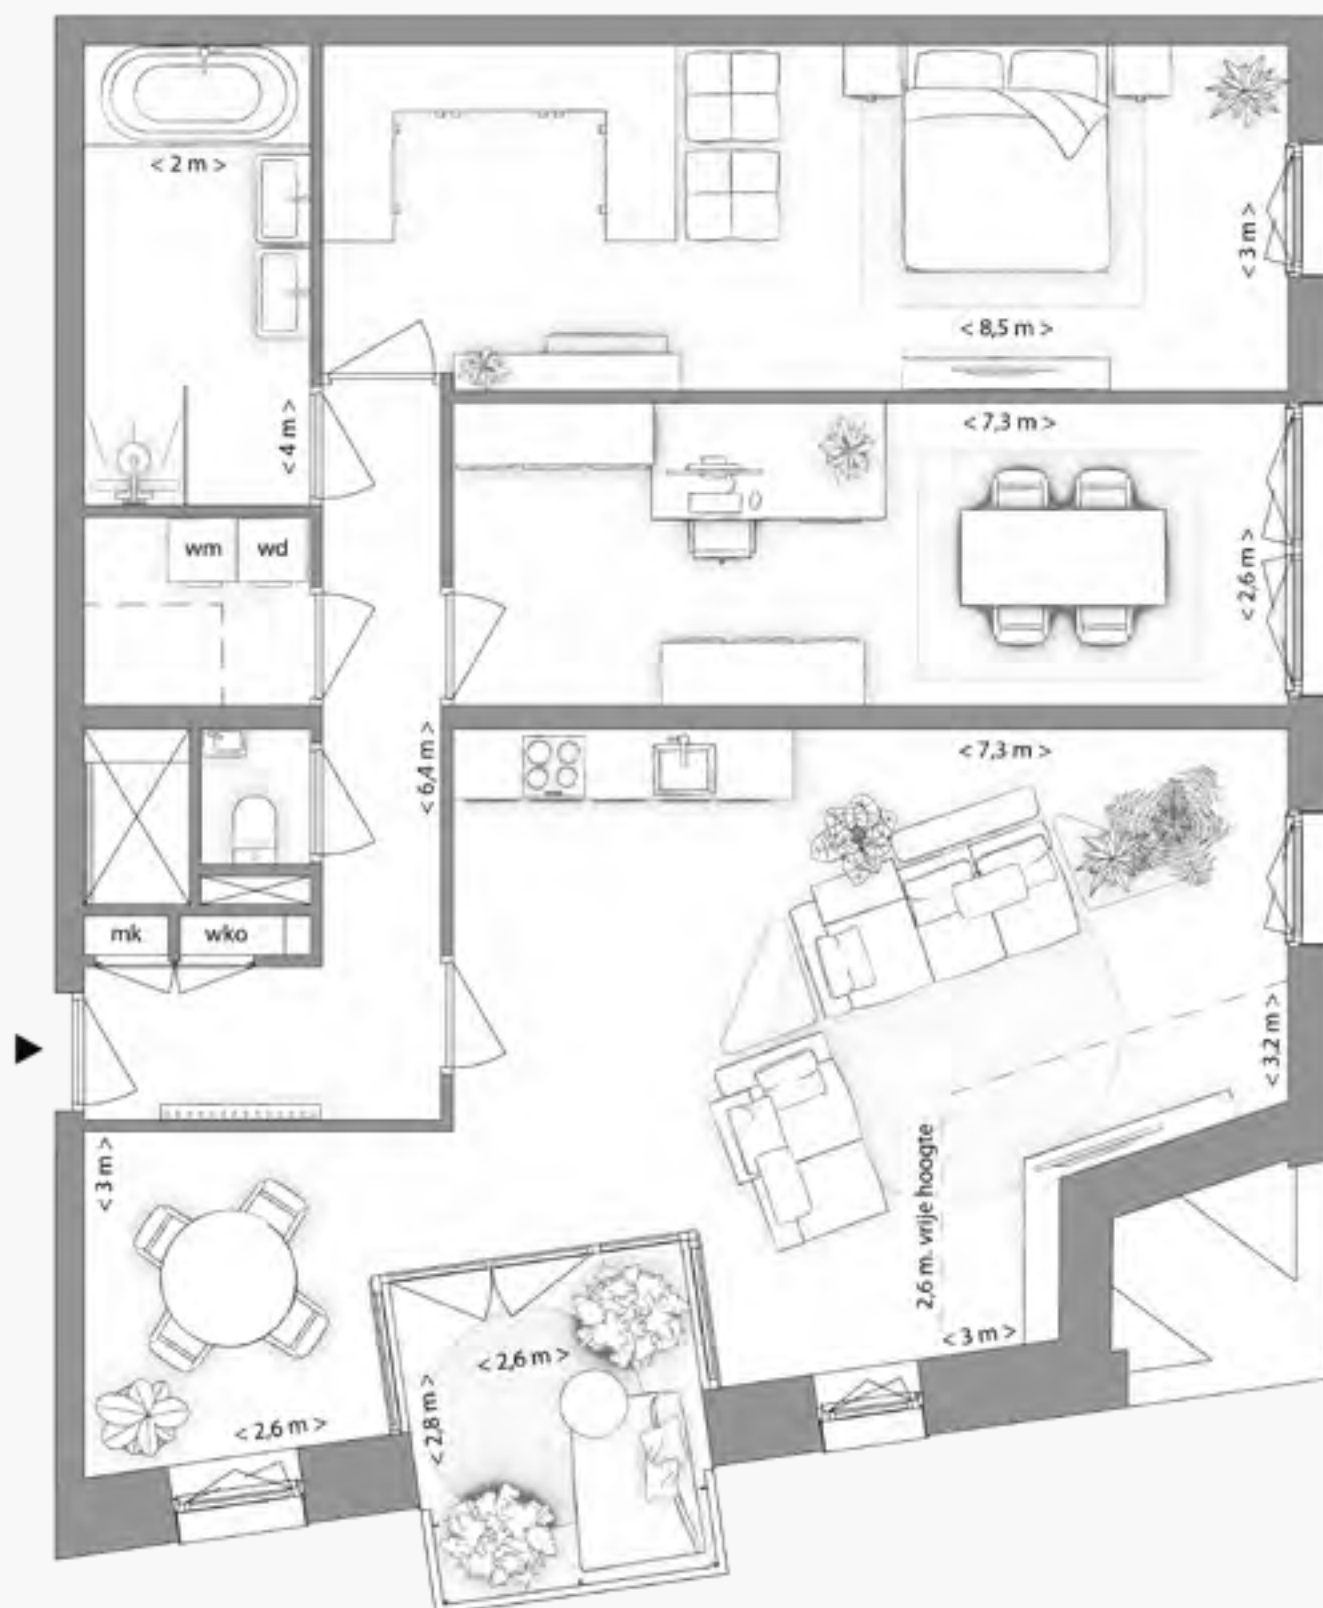 < 2 m >
< 3 m >
< 8,5 m >
< 4 m >
< 7,3 m >
wm
wd
< 2,6 m >
< 6,4 m >
< 7,3 m >
mk
wko
< 3,2 m >
< 3 m >
2,6 m. vrije hoogte
< 3 m >
< 2,6 m >
< 2,8 m >
< 2,6 m >